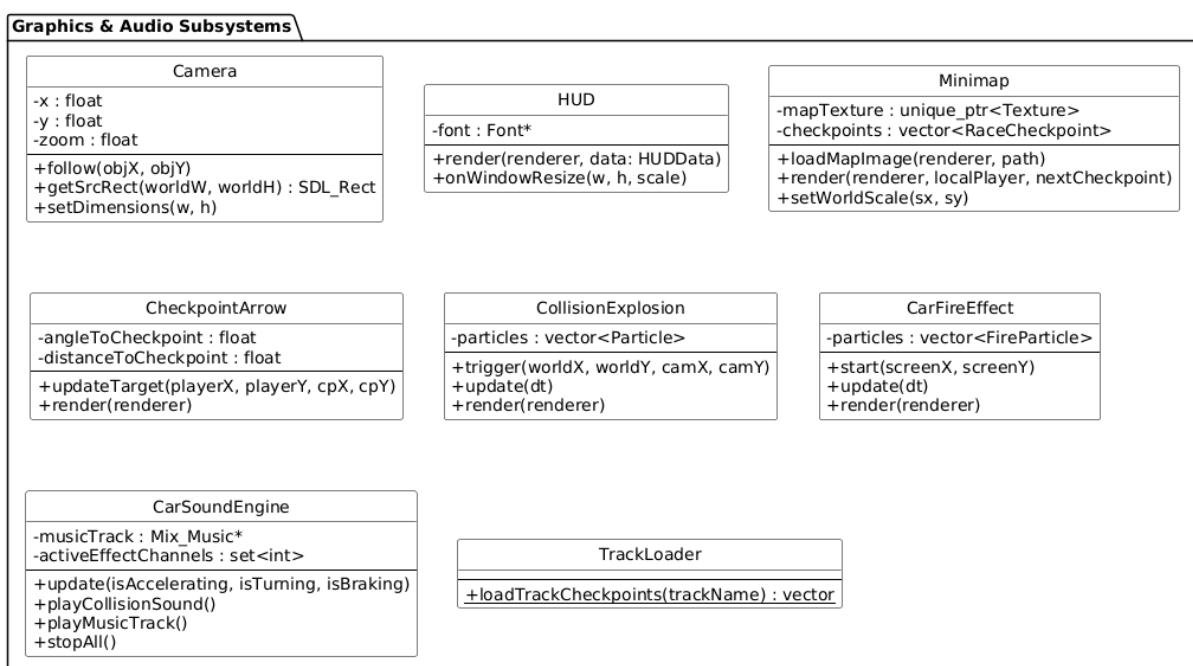 Graphics & Audio Subsystems
Camera
-x : float
-y : float
-zoom : float
+follow(objX, objY)
+getSrcRect(worldW, worldH) : SDL_Rect
+setDimensions(w, h)
HUD
-font : Font*
+render(renderer, data: HUDData)
+onWindowResize(w, h, scale)
Minimap
-mapTexture : unique_ptr<Texture>
-checkpoints : vector<RaceCheckpoint>
+loadMapImage(renderer, path)
+render(renderer, localPlayer, nextCheckpoint)
+setWorldScale(sx, sy)
CheckpointArrow
-angleToCheckpoint : float
-distanceToCheckpoint : float
+updateTarget(playerX, playerY, cpX, cpY)
+render(renderer)
CollisionExplosion
-particles : vector<Particle>
+trigger(worldX, worldY, camX, camY)
+update(dt)
+render(renderer)
CarFireEffect
-particles : vector<FireParticle>
+start(screenX, screenY)
+update(dt)
+render(renderer)
CarSoundEngine
-musicTrack : Mix_Music*
-activeEffectChannels : set<int>
+update(isAccelerating, isTurning, isBraking)
+playCollisionSound()
+playMusicTrack()
+stopAll()
TrackLoader
+loadTrackCheckpoints(trackName) : vector